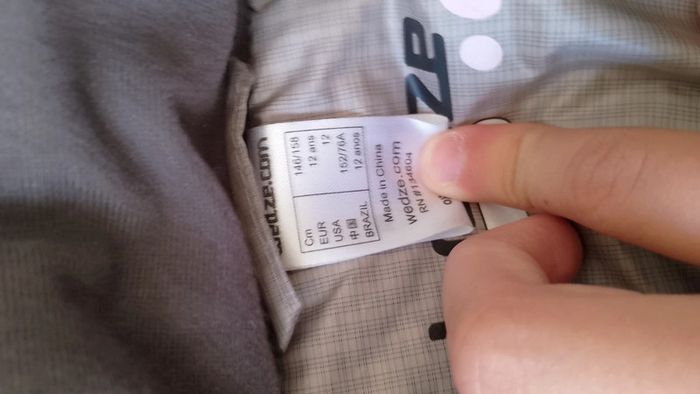 wedze.com
Cm 146/158
EUR 12 ans
USA 12
中国 152/76A
BRAZIL 12 anos
Made in China
wedze.com
RN #134604
ZE